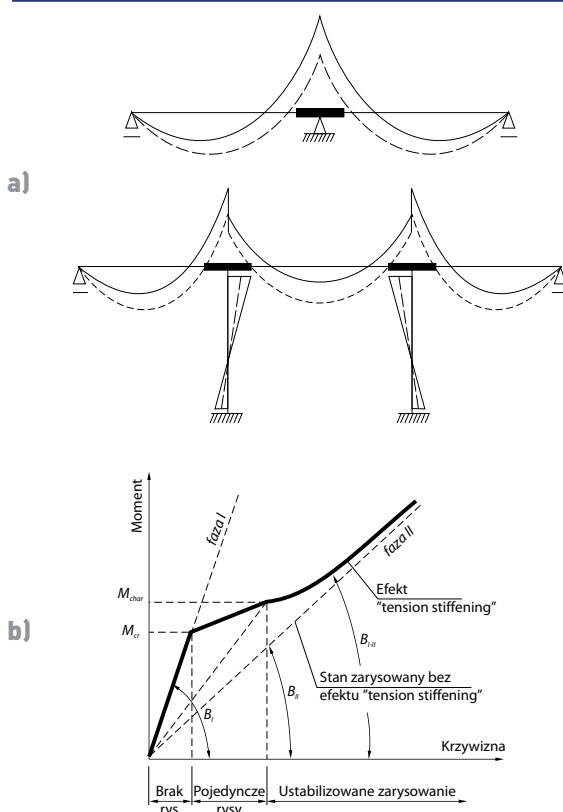 a)
b)
Moment
faza I
M_char
M_cr
faza II
Efekt
"tension stiffening"
B_I-II
Stan zarysowany bez
efektu "tension stiffening"
B_I
B_II
Krzywizna
Brak
rys
Pojedyncze
rysy
Ustabilizowane zarysowanie